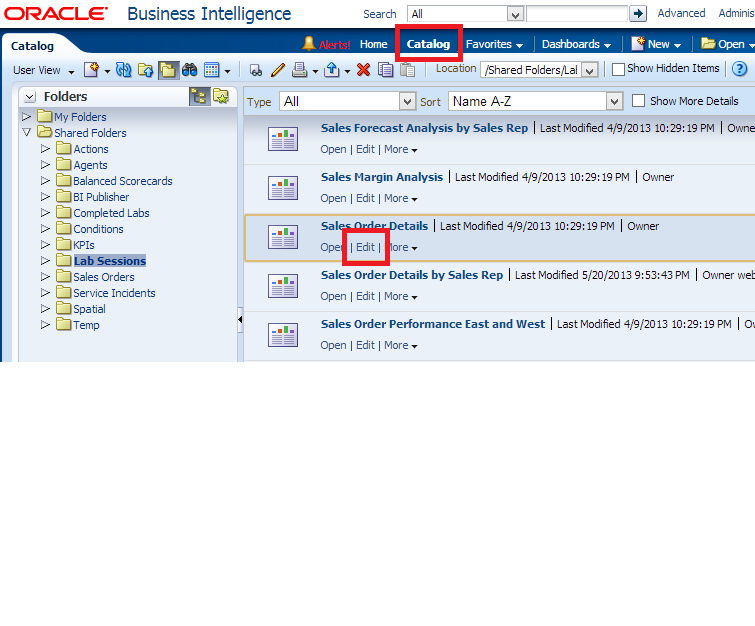 ORACLE Business Intelligence Search All Advanced Adminis
Catalog Alerts! Home Catalog Favorites Dashboards New Open
User View Location /Shared Folders/Lal Show Hidden Items ?
Folders Type All Sort Name A-Z Show More Details
My Folders
Shared Folders
Actions
Agents
Balanced Scorecards
BI Publisher
Completed Labs
Conditions
KPIs
Lab Sessions
Sales Orders
Service Incidents
Spatial
Temp
Sales Forecast Analysis by Sales Rep | Last Modified 4/9/2013 10:29:19 PM | Owne
Open | Edit | More
Sales Margin Analysis | Last Modified 4/9/2013 10:29:19 PM | Owner
Open | Edit | More
Sales Order Details | Last Modified 4/9/2013 10:29:19 PM | Owner
Open | Edit | More
Sales Order Details by Sales Rep | Last Modified 5/20/2013 9:53:43 PM | Owner web
Open | Edit | More
Sales Order Performance East and West | Last Modified 4/9/2013 10:29:19 PM | Ow
Open | Edit | More